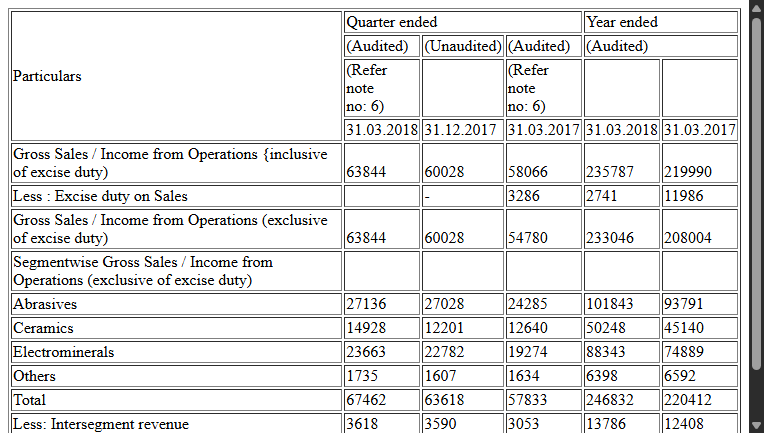 Particulars
Quarter ended
Year ended
(Audited)
(Unaudited)
(Audited)
(Audited)
(Refer
note
no: 6)
(Refer
note
no: 6)
31.03.2018
31.12.2017
31.03.2017
31.03.2018
31.03.2017
Gross Sales / Income from Operations {inclusive
of excise duty)
63844
60028
58066
235787
219990
Less : Excise duty on Sales
-
3286
2741
11986
Gross Sales / Income from Operations (exclusive
of excise duty)
63844
60028
54780
233046
208004
Segmentwise Gross Sales / Income from
Operations (exclusive of excise duty)
Abrasives
27136
27028
24285
101843
93791
Ceramics
14928
12201
12640
50248
45140
Electrominerals
23663
22782
19274
88343
74889
Others
1735
1607
1634
6398
6592
Total
67462
63618
57833
246832
220412
Less: Intersegment revenue
3618
3590
3053
13786
12408